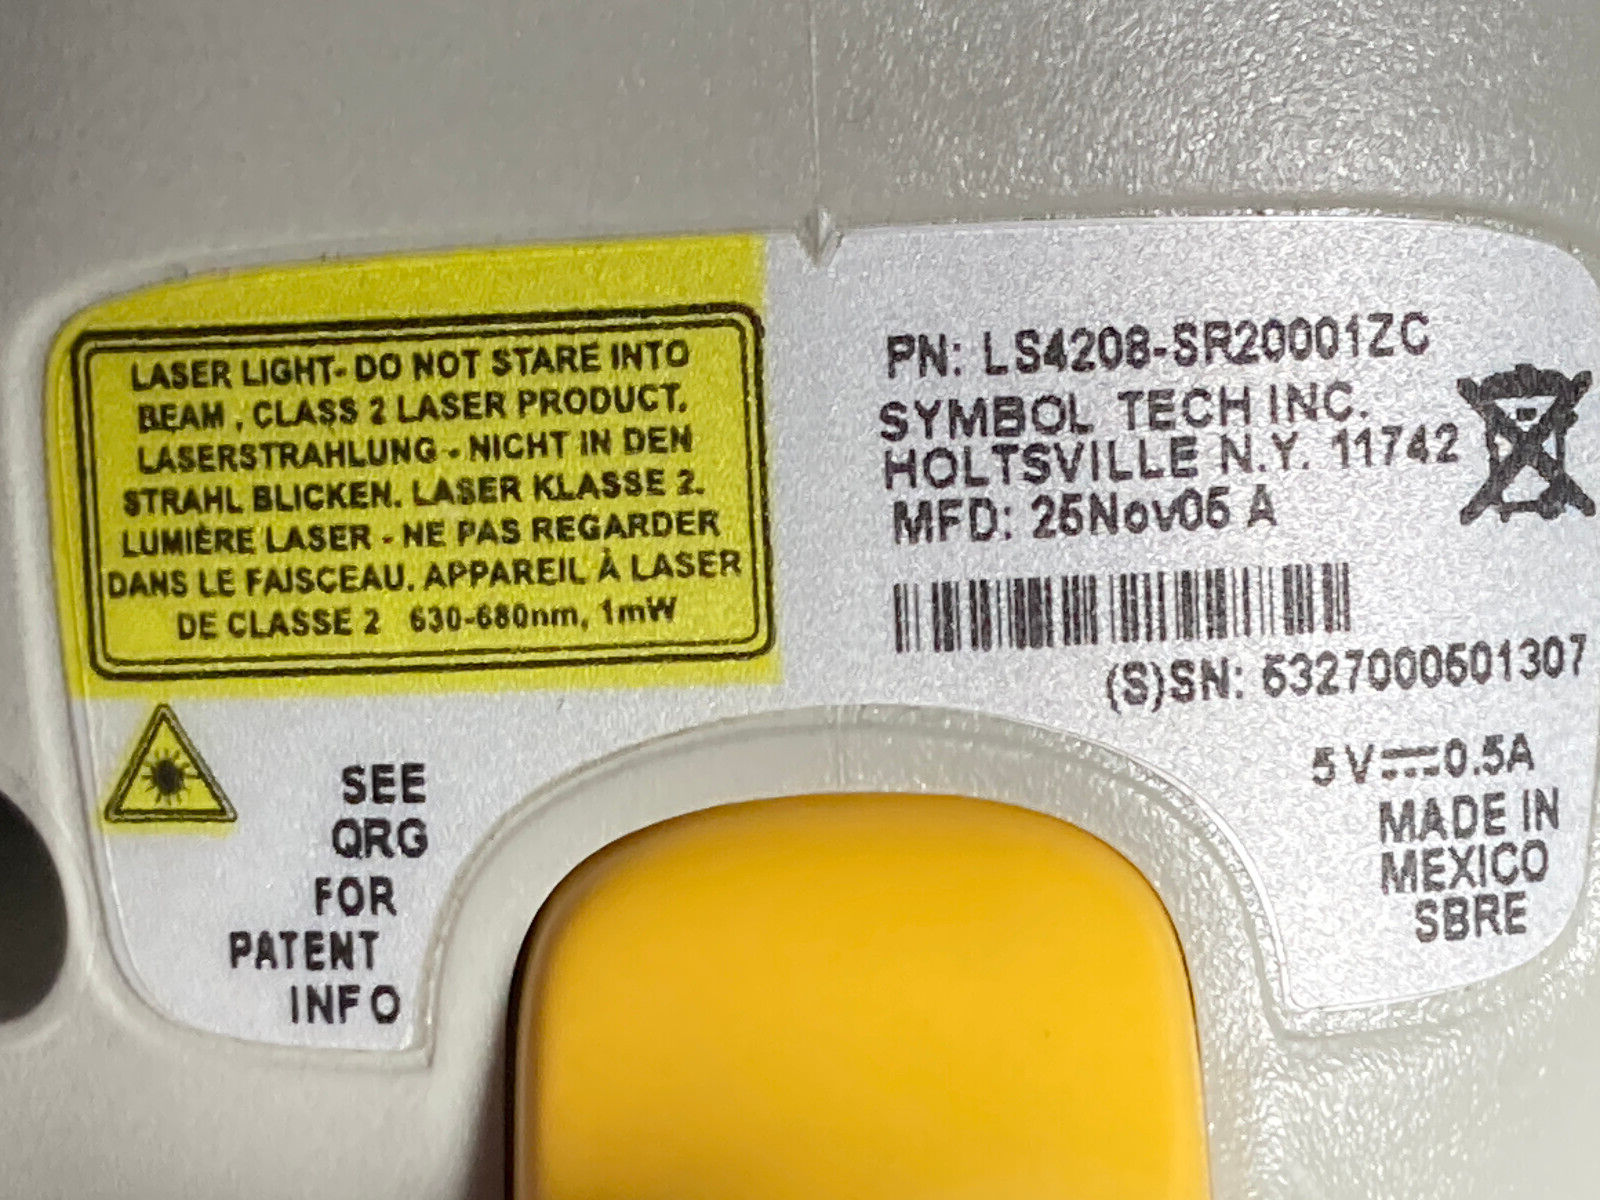 LASER LIGHT- DO NOT STARE INTO
BEAM , CLASS 2 LASER PRODUCT.
LASERSTRAHLUNG - NICHT IN DEN
STRAHL BLICKEN. LASER KLASSE 2.
LUMIÈRE LASER - NE PAS REGARDER
DANS LE FAISCEAU. APPAREIL À LASER
DE CLASSE 2 630-680nm, 1mW
SEE
QRG
FOR
PATENT
INFO
PN: LS4208-SR20001ZC
SYMBOL TECH INC.
HOLTSVILLE N.Y. 11742
MFD: 25Nov05 A
(S)SN: 5327000501307
5V⎓0.5A
MADE IN
MEXICO
SBRE